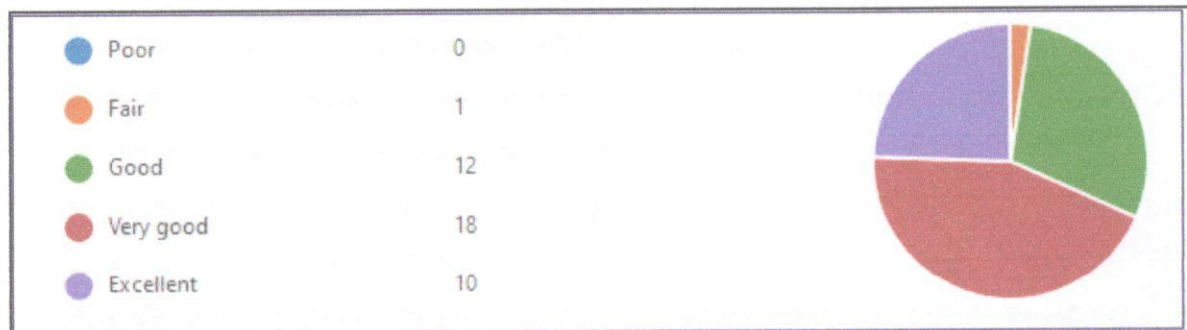 Poor 0
Fair 1
Good 12
Very good 18
Excellent 10